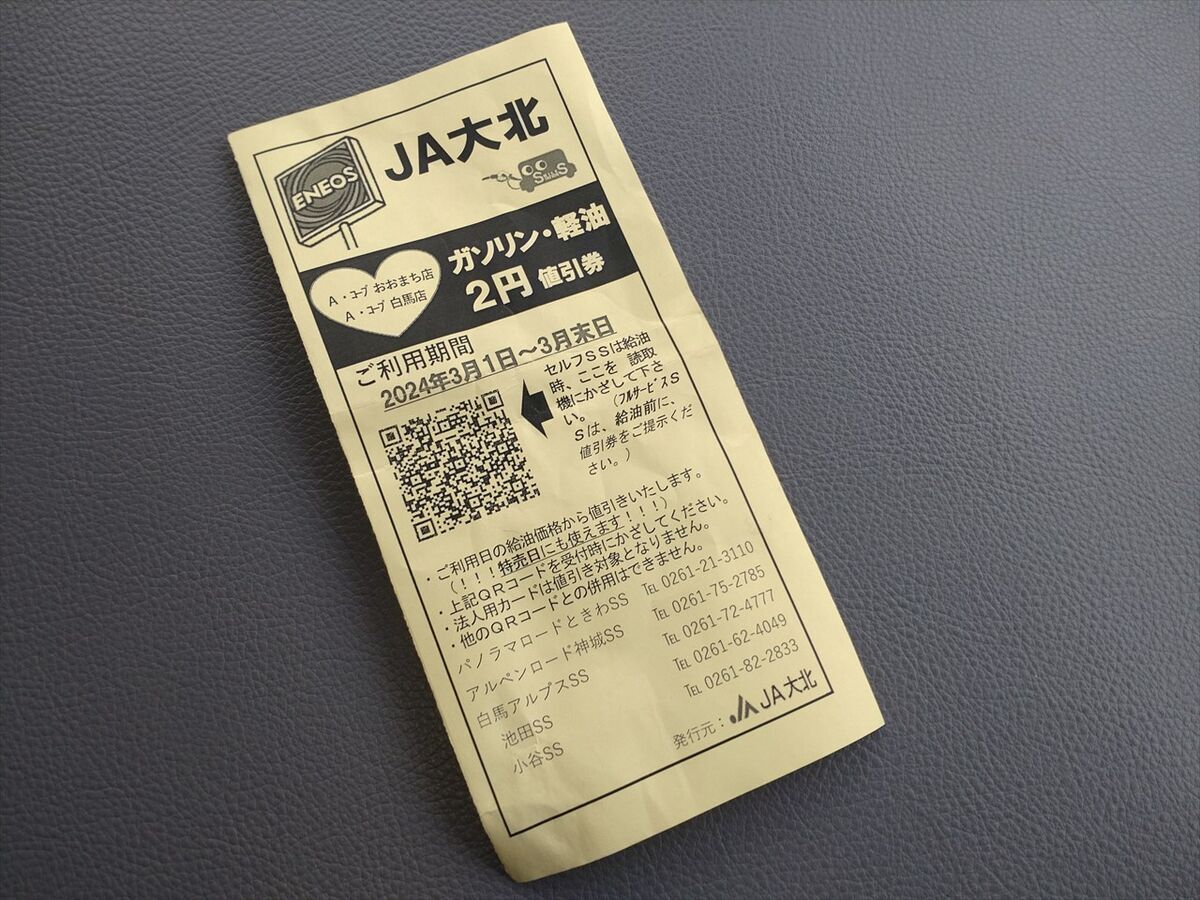 JA大北
ENEOS
SS
ガソリン・軽油
2円 値引券
A・コープ おおまち店
A・コープ 白馬店
ご利用期間
2024年3月1日～3月末日
セルフSSは給油
時、ここを 読取
機にかざして下さ
い。 （フルサービスS
Sは、給油前に、
値引券をご提示くだ
さい。）
・ご利用日の給油価格から値引きいたします。
（！！！特売日にも使えます！！！）
・上記QRコードを受付時にかざしてください。
・法人用カードは値引き対象となりません。
・他のQRコードとの併用はできません。
パノラマロードときわSS ℡ 0261-21-3110
アルペンロード神城SS ℡ 0261-75-2785
白馬アルプスSS ℡ 0261-72-4777
池田SS ℡ 0261-62-4049
小谷SS ℡ 0261-82-2833
発行元： JA JA大北